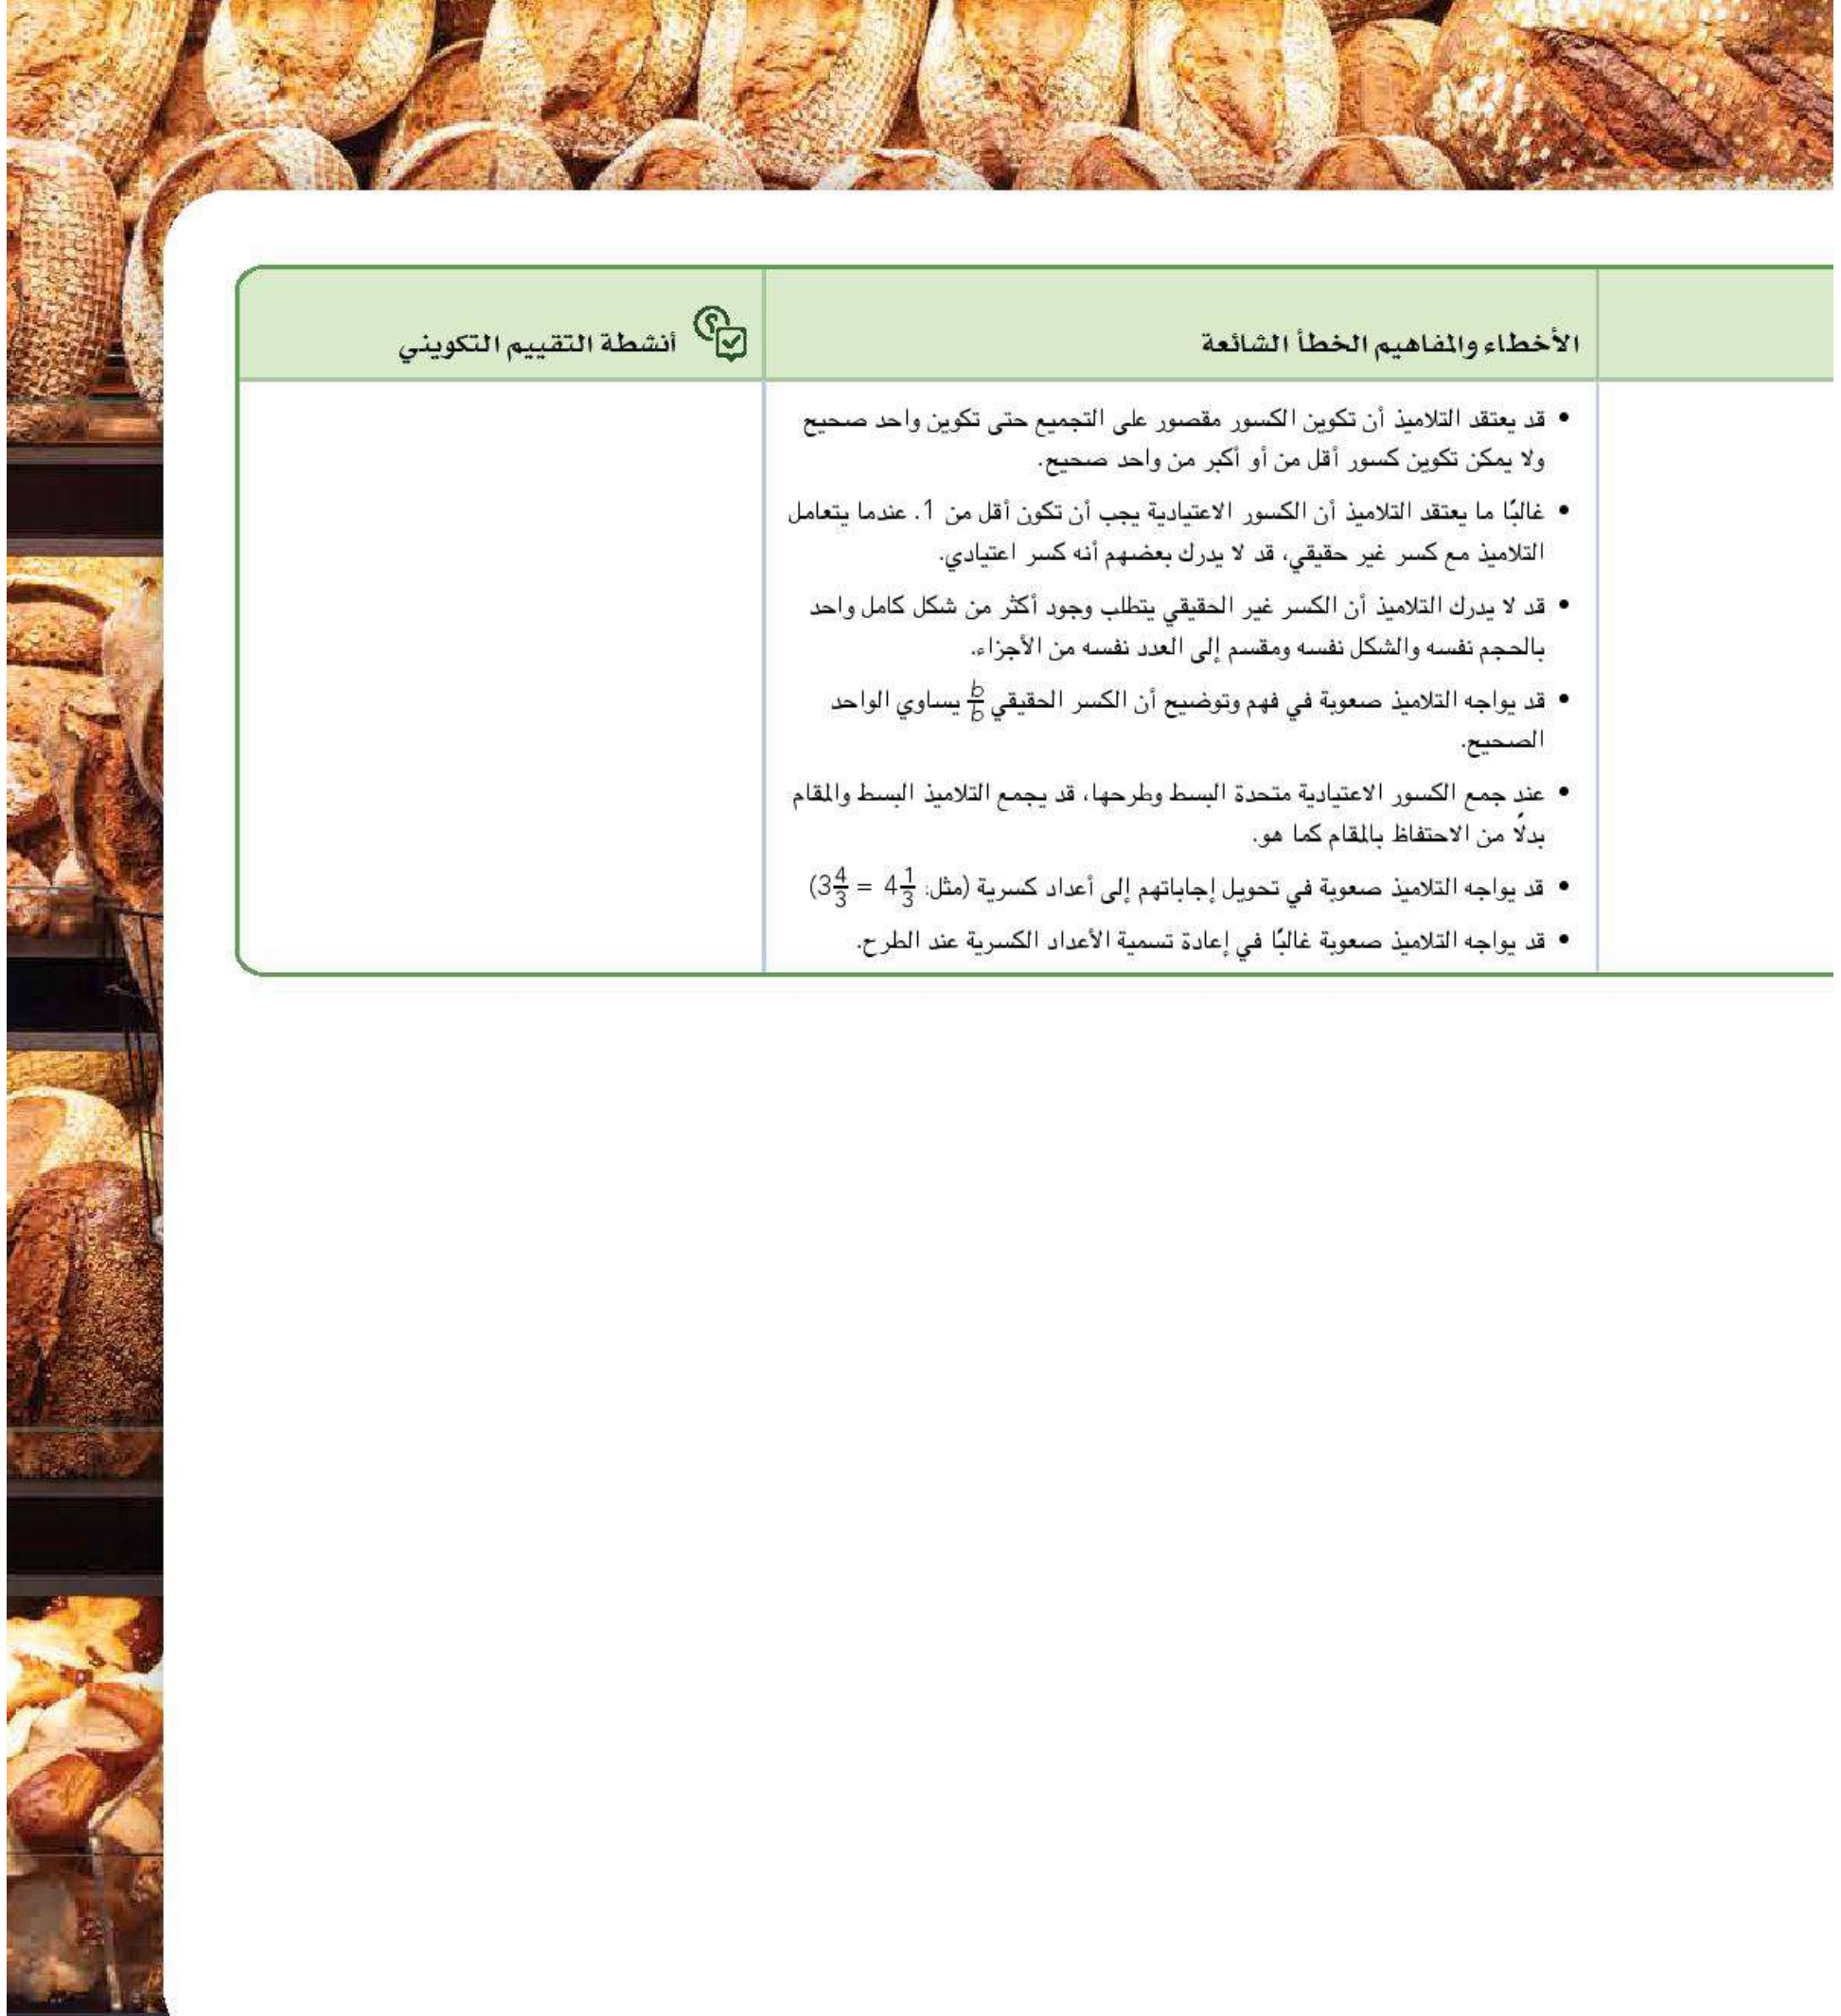 الأخطاء والمفاهيم الخطأ الشائعة
أنشطة التقييم التكويني
• قد يعتقد التلاميذ أن تكوين الكسور مقصور على التجميع حتى تكوين واحد صحيح
ولا يمكن تكوين كسور أقل من أو أكبر من واحد صحيح.
• غالبًا ما يعتقد التلاميذ أن الكسور الاعتيادية يجب أن تكون أقل من 1. عندما يتعامل
التلاميذ مع كسر غير حقيقي، قد لا يدرك بعضهم أنه كسر اعتيادي.
• قد لا يدرك التلاميذ أن الكسر غير الحقيقي يتطلب وجود أكثر من شكل كامل واحد
بالحجم نفسه والشكل نفسه ومقسم إلى العدد نفسه من الأجزاء.
• قد يواجه التلاميذ صعوبة في فهم وتوضيح أن الكسر الحقيقي b/b يساوي الواحد
الصحيح.
• عند جمع الكسور الاعتيادية متحدة البسط وطرحها، قد يجمع التلاميذ البسط والمقام
بدلًا من الاحتفاظ بالمقام كما هو.
• قد يواجه التلاميذ صعوبة في تحويل إجاباتهم إلى أعداد كسرية (مثل: 3 4/3 = 4 1/3)
• قد يواجه التلاميذ صعوبة غالبًا في إعادة تسمية الأعداد الكسرية عند الطرح.